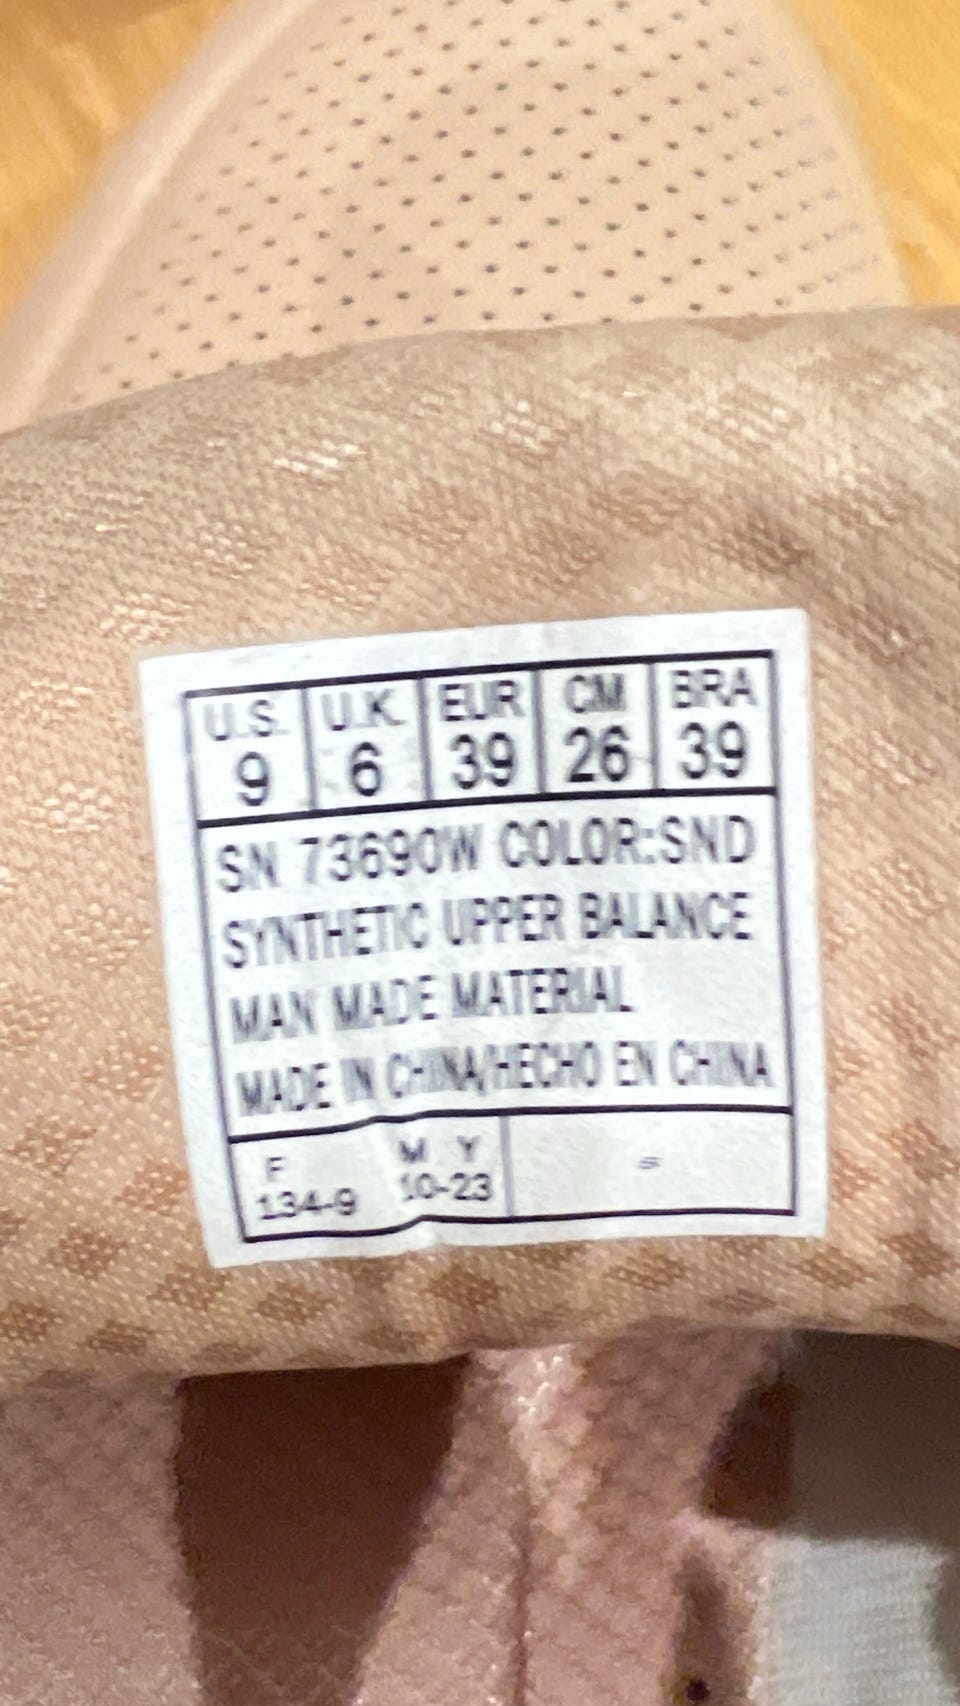 U.S. U.K. EUR CM BRA
9 6 39 26 39
SN 73690W COLOR:SND
SYNTHETIC UPPER BALANCE
MAN MADE MATERIAL
MADE IN CHINA/HECHO EN CHINA
F M Y
134-9 10-23